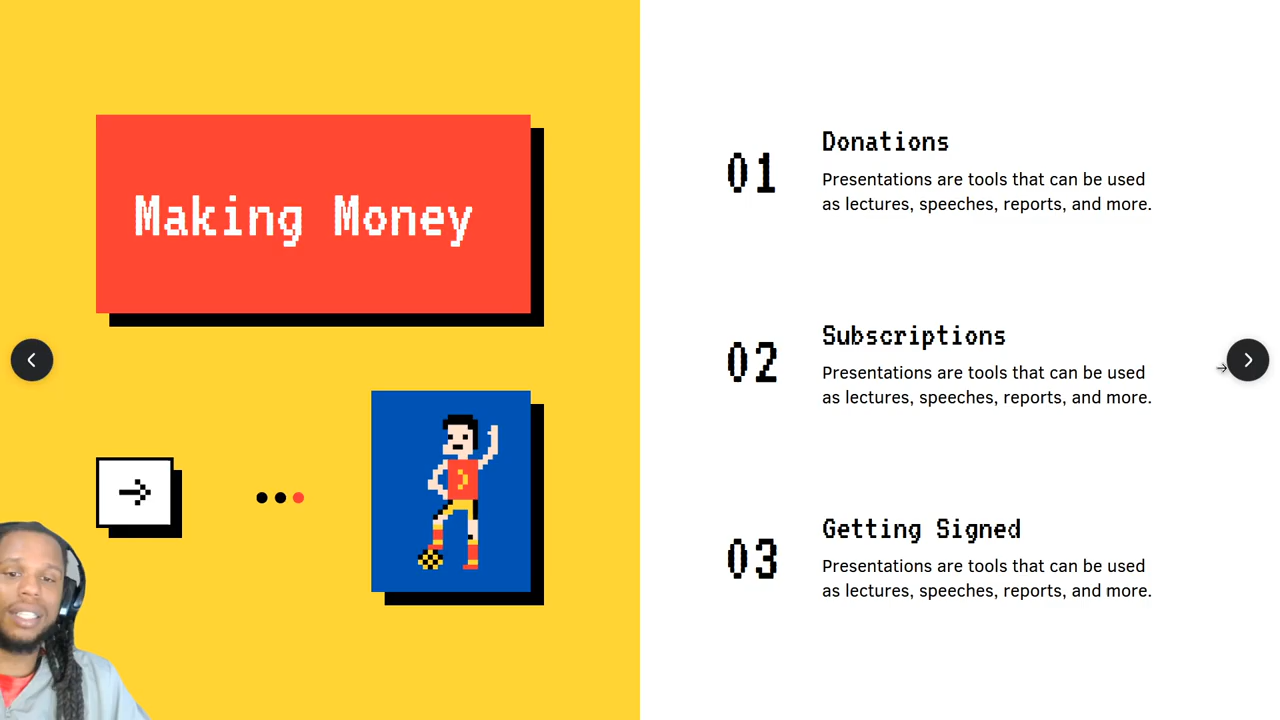 Making Money
01
Donations
Presentations are tools that can be used
as lectures, speeches, reports, and more.
02
Subscriptions
Presentations are tools that can be used
as lectures, speeches, reports, and more.
03
Getting Signed
Presentations are tools that can be used
as lectures, speeches, reports, and more.